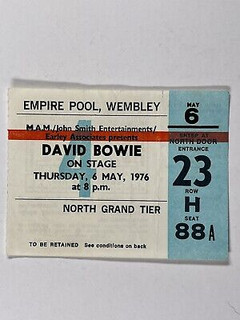 EMPIRE POOL, WEMBLEY
M.A.M./John Smith Entertainments/
Earley Associates presents
4
DAVID BOWIE
ON STAGE
THURSDAY, 6 MAY, 1976
at 8 p.m.
NORTH GRAND TIER
TO BE RETAINED See conditions on back
MAY
6
ENTER AT
NORTH DOOR
ENTRANCE
23
ROW
H
SEAT
88A